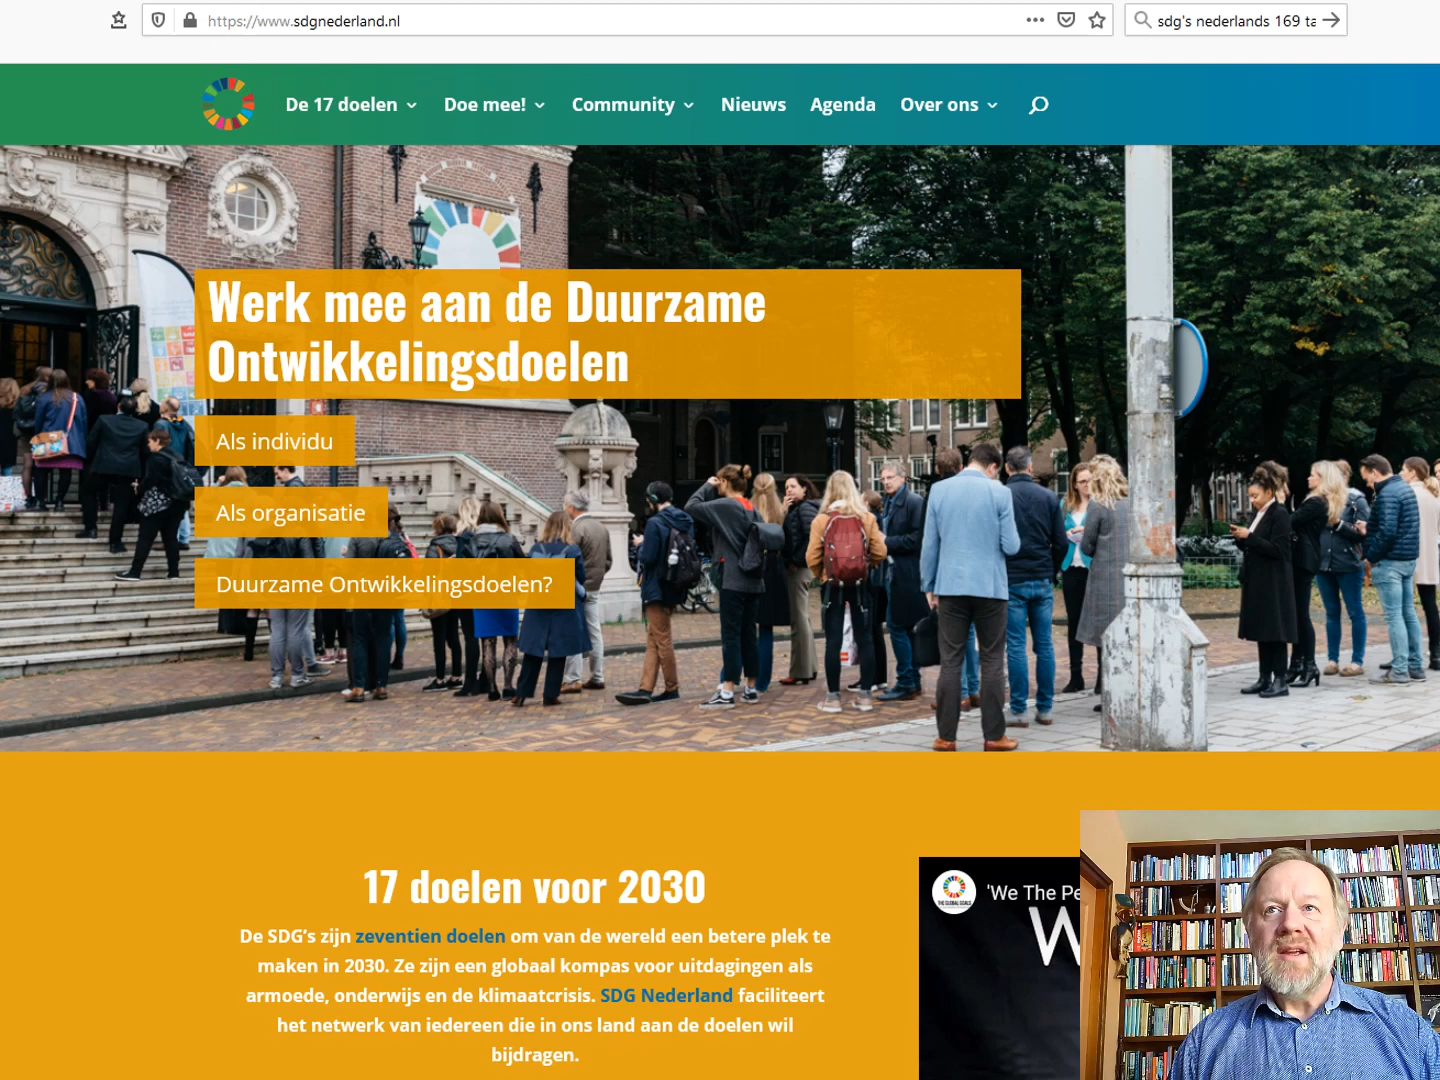 https://www.sdgnederland.nl
sdg's nederlands 169 ta
De 17 doelen
Doe mee!
Community
Nieuws
Agenda
Over ons
Werk mee aan de Duurzame
Ontwikkelingsdoelen
Als individu
Als organisatie
Duurzame Ontwikkelingsdoelen?
17 doelen voor 2030
De SDG's zijn zeventien doelen om van de wereld een betere plek te
maken in 2030. Ze zijn een globaal kompas voor uitdagingen als
armoede, onderwijs en de klimaatcrisis. SDG Nederland faciliteert
het netwerk van iedereen die in ons land aan de doelen wil
bijdragen.
THE GLOBAL GOALS
'We The Pe
W